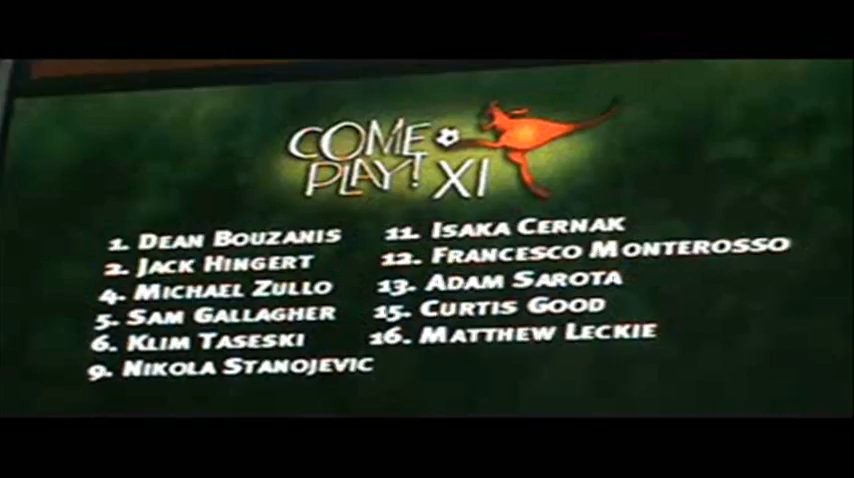 COME
PLAY! XI
1. DEAN BOUZANIS
2. JACK HINGERT
4. MICHAEL ZULLO
5. SAM GALLAGHER
6. KLIM TASESKI
9. NIKOLA STANOJEVIC
11. ISAKA CERNAK
12. FRANCESCO MONTEROSSO
13. ADAM SAROTA
15. CURTIS GOOD
16. MATTHEW LECKIE